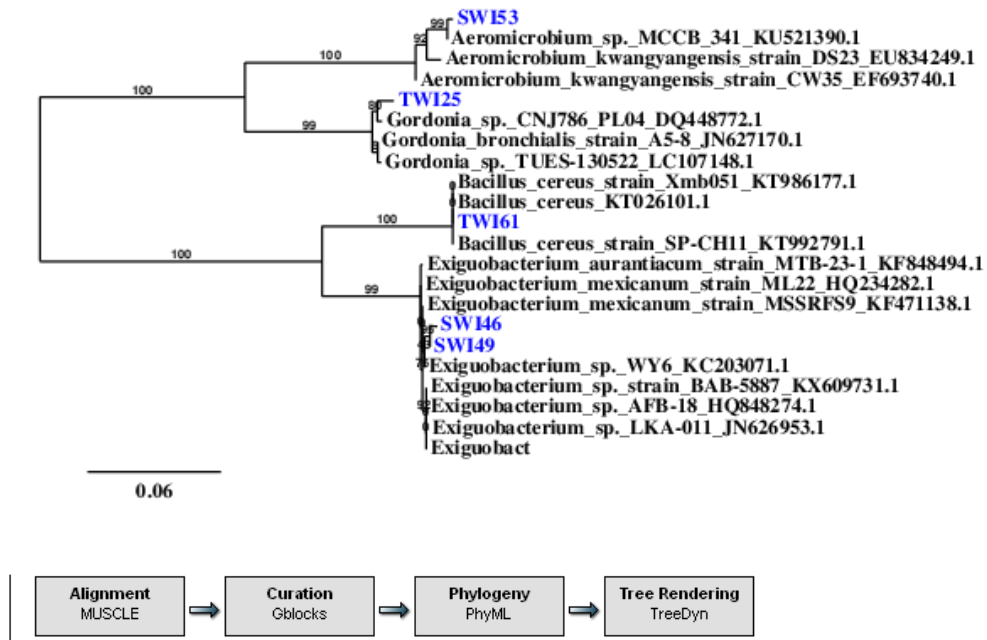 99
SWI53
92
Aeromicrobium_sp._MCCB_341_KU521390.1
100
Aeromicrobium_kwangyangensis_strain_DS23_EU834249.1
Aeromicrobium_kwangyangensis_strain_CW35_EF693740.1
100
TWI25
99
Gordonia_sp._CNJ786_PL04_DQ448772.1
Gordonia_bronchialis_strain_A5-8_JN627170.1
Gordonia_sp._TUES-130522_LC107148.1
Bacillus_cereus_strain_Xmb051_KT986177.1
Bacillus_cereus_KT026101.1
100
TWI61
Bacillus_cereus_strain_SP-CH11_KT992791.1
100
Exiguobacterium_aurantiacum_strain_MTB-23-1_KF848494.1
99
Exiguobacterium_mexicanum_strain_ML22_HQ234282.1
Exiguobacterium_mexicanum_strain_MSSRFS9_KF471138.1
SWI46
SWI49
Exiguobacterium_sp._WY6_KC203071.1
Exiguobacterium_sp._strain_BAB-5887_KX609731.1
Exiguobacterium_sp._AFB-18_HQ848274.1
Exiguobacterium_sp._LKA-011_JN626953.1
Exiguobact
0.06
Alignment
MUSCLE
Curation
Gblocks
Phylogeny
PhyML
Tree Rendering
TreeDyn